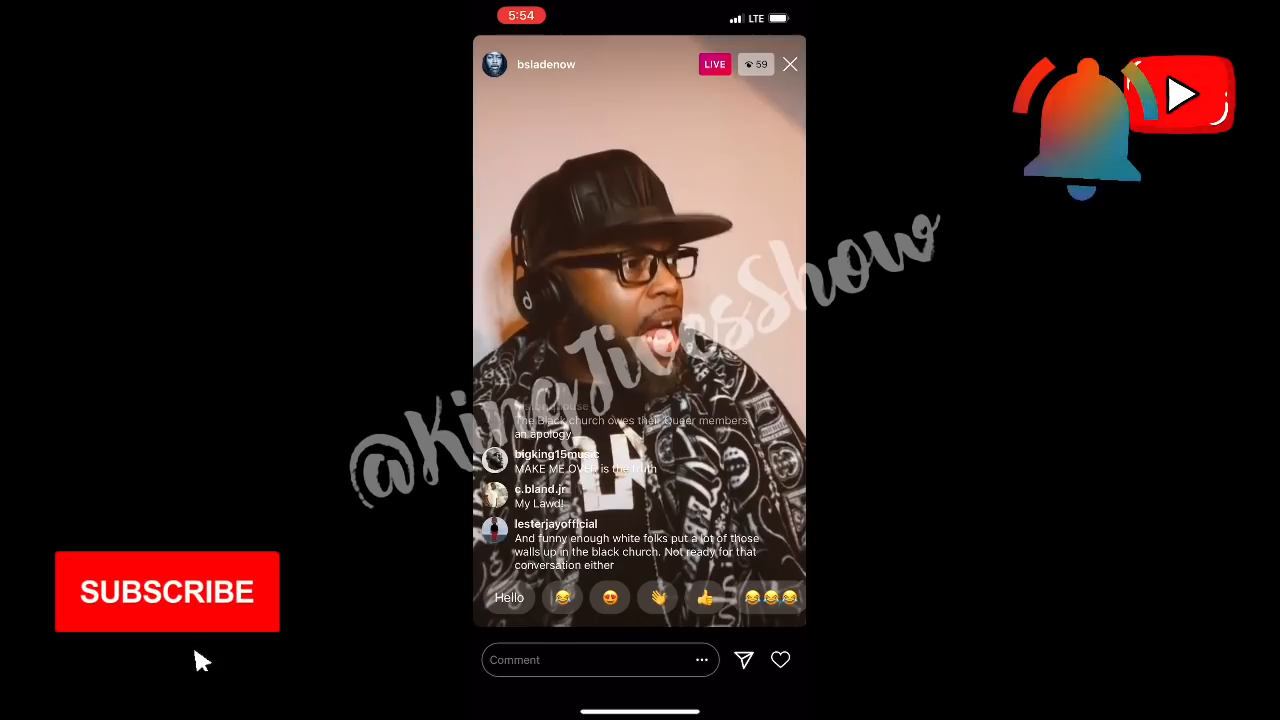 5:54
LTE
bsladenow
LIVE
59
@KingJivesShow
The Black church owes their Queer members
an apology
bigking15music
MAKE ME OVER is the truth
c.bland.jr
My Lawd!
lesterjayofficial
And funny enough white folks put a lot of those
walls up in the black church. Not ready for that
conversation either
Hello
SUBSCRIBE
Comment